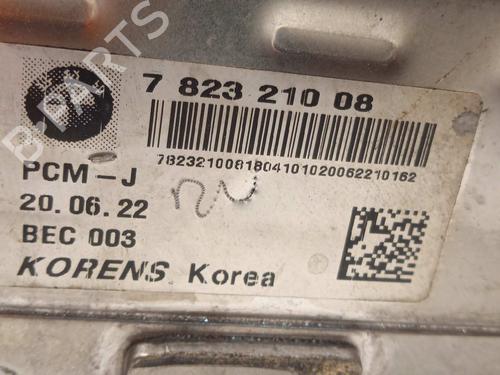 7 823 210 08
7823210081804101020062210162
PCM-J
20.06.22
BEC 003
KORENS Korea
B-PARTS